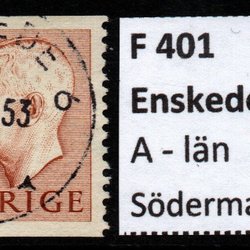 53
RIGE
F 401
Enskede
A - län
Söderma